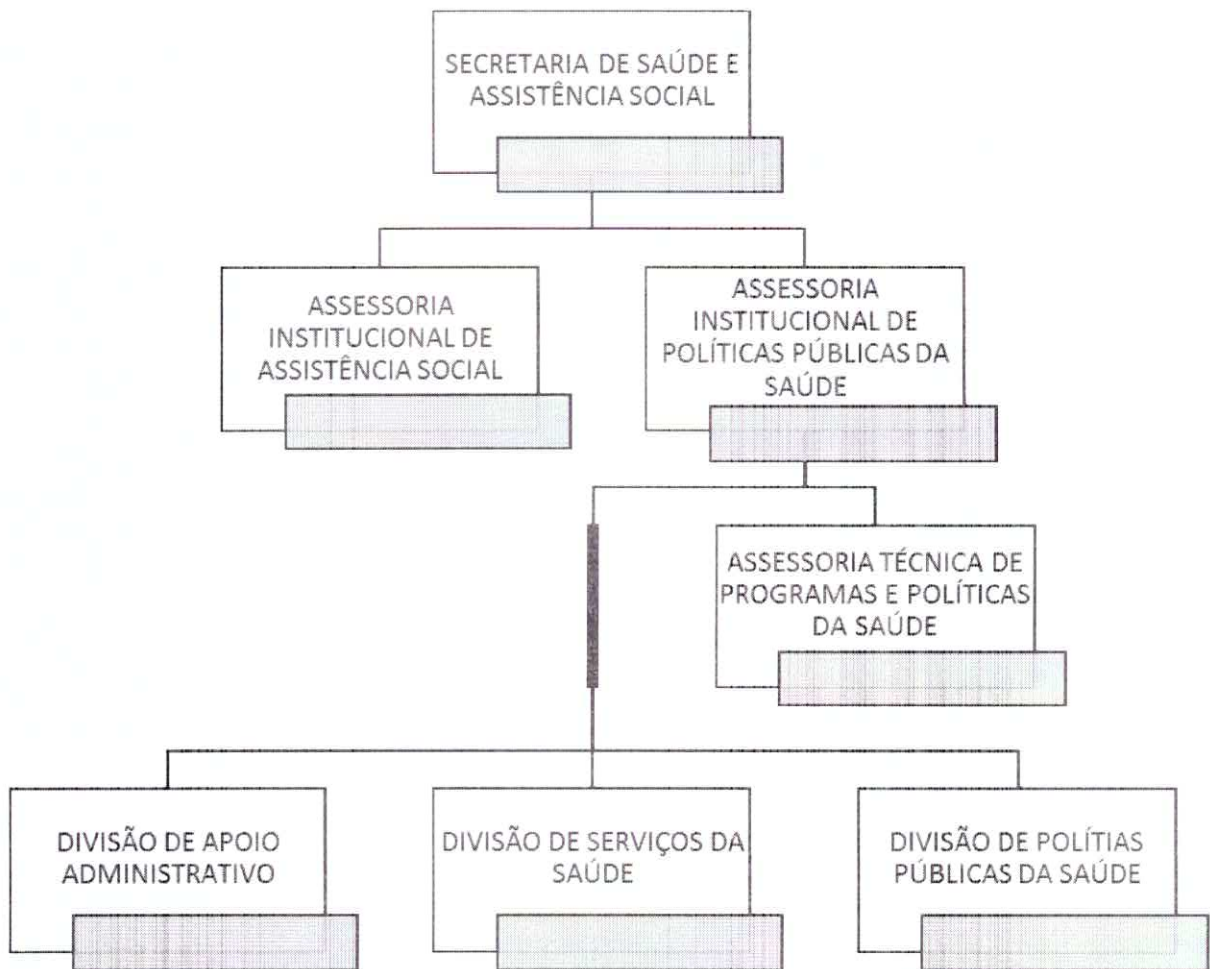 SECRETARIA DE SAÚDE E
ASSISTÊNCIA SOCIAL
ASSESSORIA
INSTITUCIONAL DE
ASSISTÊNCIA SOCIAL
ASSESSORIA
INSTITUCIONAL DE
POLÍTICAS PÚBLICAS DA
SAÚDE
ASSESSORIA TÉCNICA DE
PROGRAMAS E POLÍTICAS
DA SAÚDE
DIVISÃO DE APOIO
ADMINISTRATIVO
DIVISÃO DE SERVIÇOS DA
SAÚDE
DIVISÃO DE POLÍTIAS
PÚBLICAS DA SAÚDE